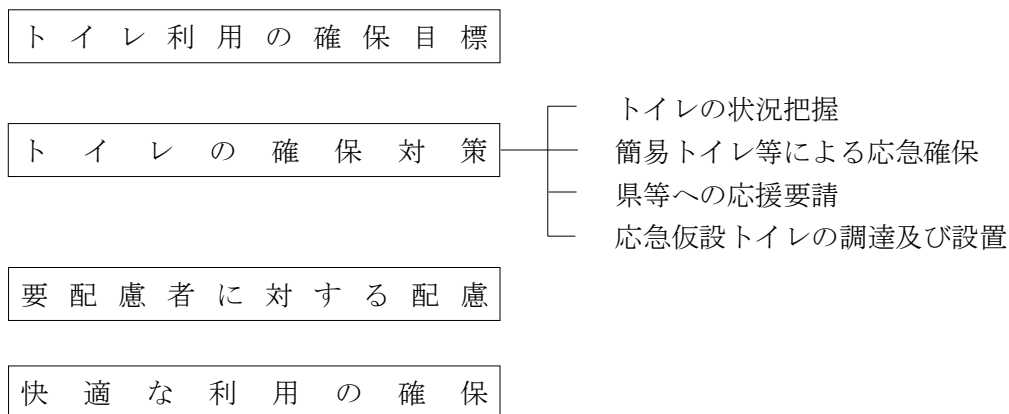 トイレ利用の確保目標
トイレの確保対策
トイレの状況把握
簡易トイレ等による応急確保
県等への応援要請
応急仮設トイレの調達及び設置
要配慮者に対する配慮
快適な利用の確保